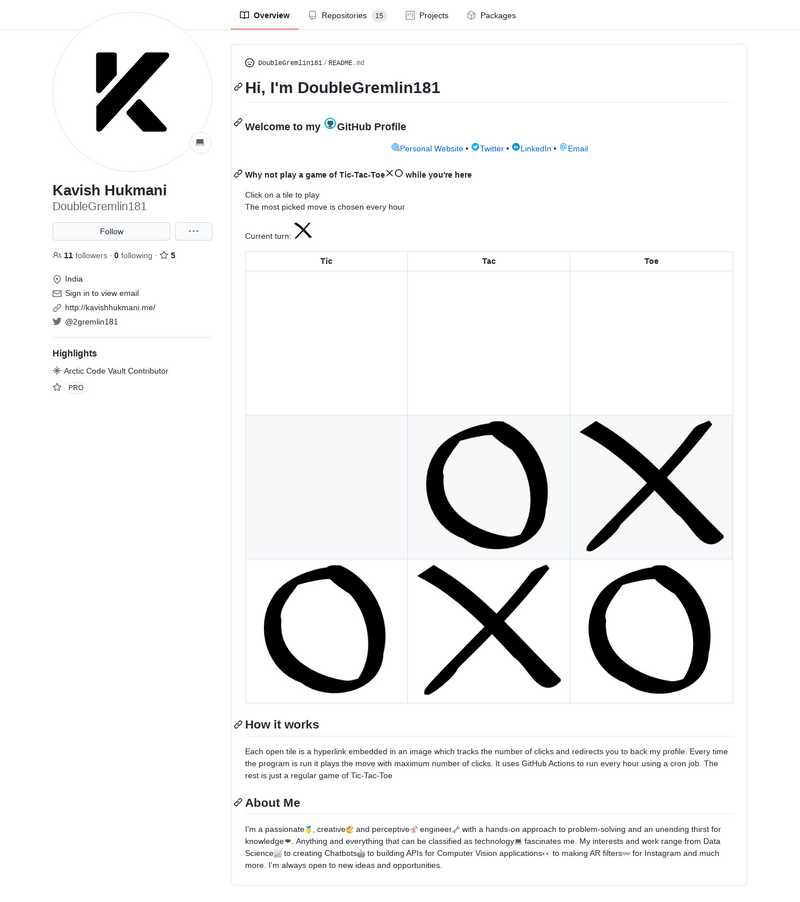 Overview
Repositories 15
Projects
Packages
Kavish Hukmani
DoubleGremlin181
Follow
11 followers · 0 following · 5
India
Sign in to view email
http://kavishhukmani.me/
@2gremlin181
Highlights
Arctic Code Vault Contributor
PRO
DoubleGremlin181 / README.md
Hi, I'm DoubleGremlin181
Welcome to my GitHub Profile
Personal Website • Twitter • LinkedIn • Email
Why not play a game of Tic-Tac-Toe while you're here
Click on a tile to play
The most picked move is chosen every hour
Current turn:
Tic Tac Toe
How it works
Each open tile is a hyperlink embedded in an image which tracks the number of clicks and redirects you to back my profile. Every time
the program is run it plays the move with maximum number of clicks. It uses GitHub Actions to run every hour using a cron job. The
rest is just a regular game of Tic-Tac-Toe
About Me
I'm a passionate, creative and perceptive engineer with a hands-on approach to problem-solving and an unending thirst for
knowledge. Anything and everything that can be classified as technology fascinates me. My interests and work range from Data
Science to creating Chatbots to building APIs for Computer Vision applications to making AR filters for Instagram and much
more. I'm always open to new ideas and opportunities.